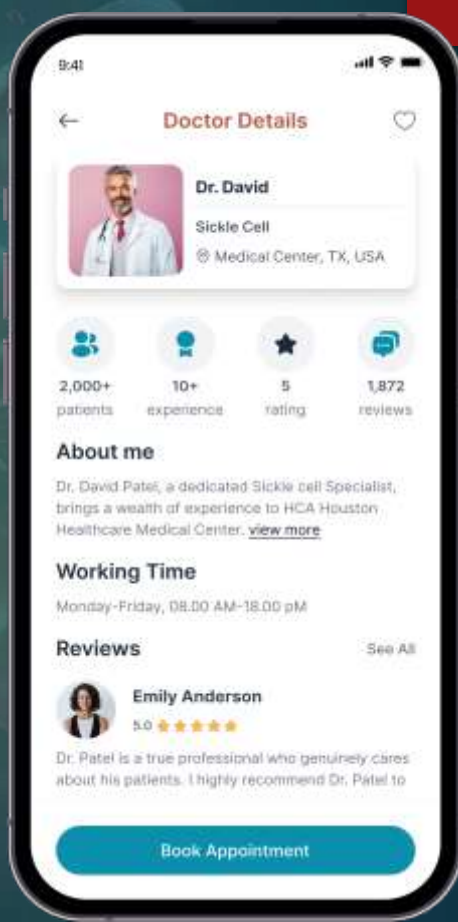 9:41
Doctor Details
Dr. David
Sickle Cell
Medical Center, TX, USA
2,000+
patients
10+
experience
5
rating
1,872
reviews
About me
Dr. David Patel, a dedicated Sickle cell Specialist,
brings a wealth of experience to HCA Houston
Healthcare Medical Center. view more
Working Time
Monday-Friday, 08.00 AM-18.00 pM
Reviews
See All
Emily Anderson
5.0
Dr. Patel is a true professional who genuinely cares
about his patients. I highly recommend Dr. Patel to
Book Appointment